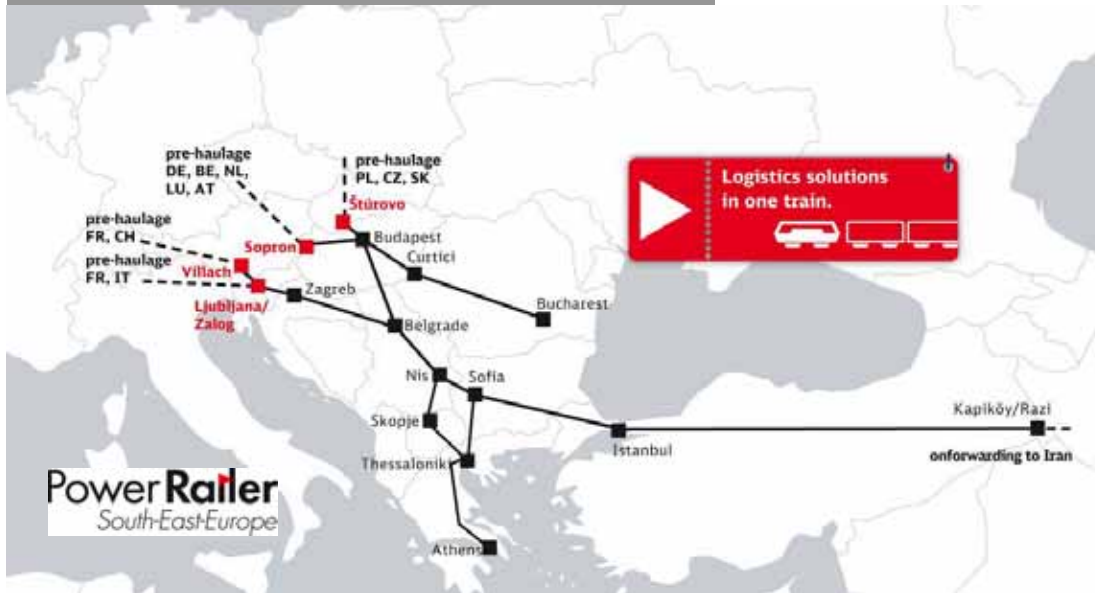 pre-haulage
DE, BE, NL,
LU, AT
pre-haulage
PL, CZ, SK
Štúrovo
pre-haulage
FR, CH
Sopron
Budapest
Curtici
pre-haulage
FR, IT
Villach
Ljubljana/
Zalog
Zagreb
Bucharest
Belgrade
Nis
Sofia
Skopje
Thessaloniki
Istanbul
Kapiköy/Razi
onforwarding to Iran
Athens
Logistics solutions
in one train.
Power Railer
South-East-Europe